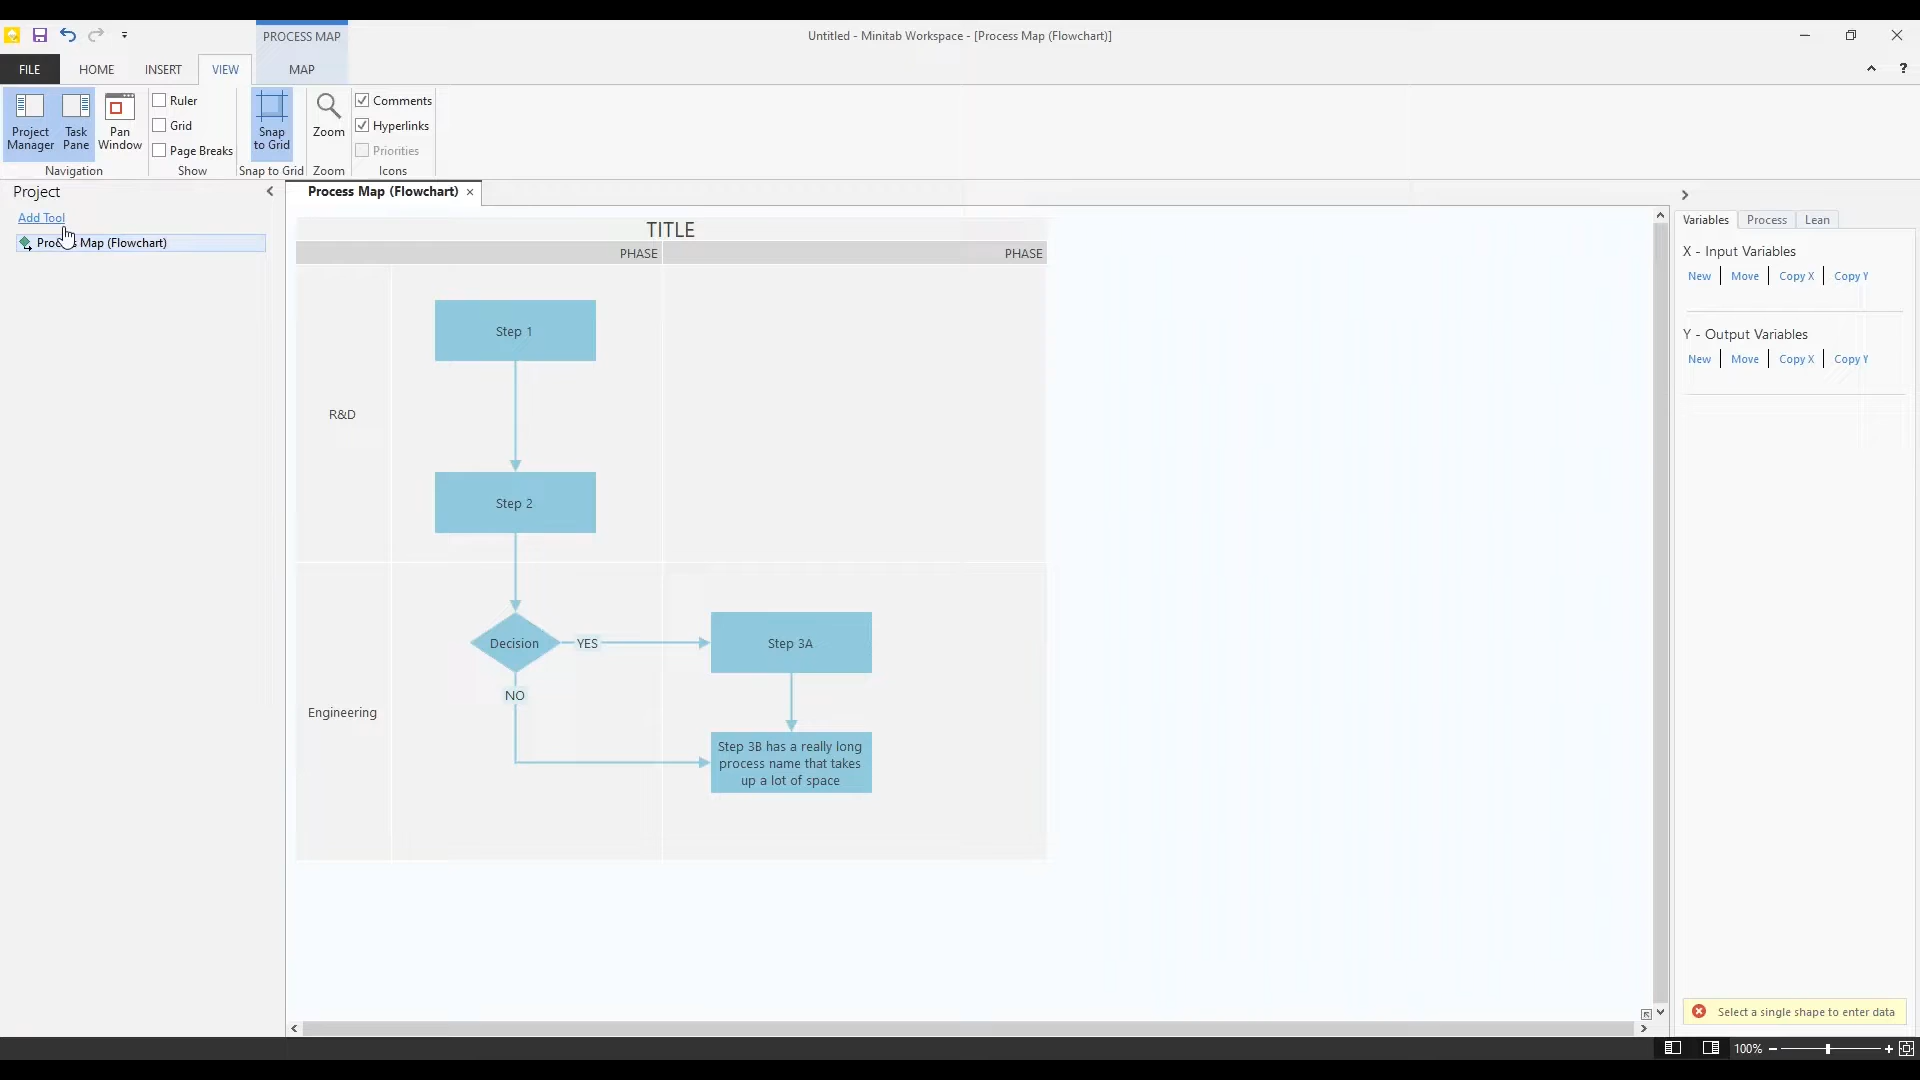 PROCESS MAP
Untitled - Minitab Workspace - [Process Map (Flowchart)]
FILE
HOME
INSERT
VIEW
MAP
?
Project
Manager
Task
Pane
Pan
Window
Navigation
Ruler
Grid
Page Breaks
Show
Snap
to Grid
Snap to Grid
Zoom
Zoom
Comments
Hyperlinks
Priorities
Icons
Project
Add Tool
Process Map (Flowchart)
Process Map (Flowchart)
TITLE
PHASE
PHASE
R&D
Step 1
Step 2
Engineering
Decision
YES
NO
Step 3A
Step 3B has a really long
process name that takes
up a lot of space
Variables
Process
Lean
X - Input Variables
New
Move
Copy X
Copy Y
Y - Output Variables
New
Move
Copy X
Copy Y
Select a single shape to enter data
100%